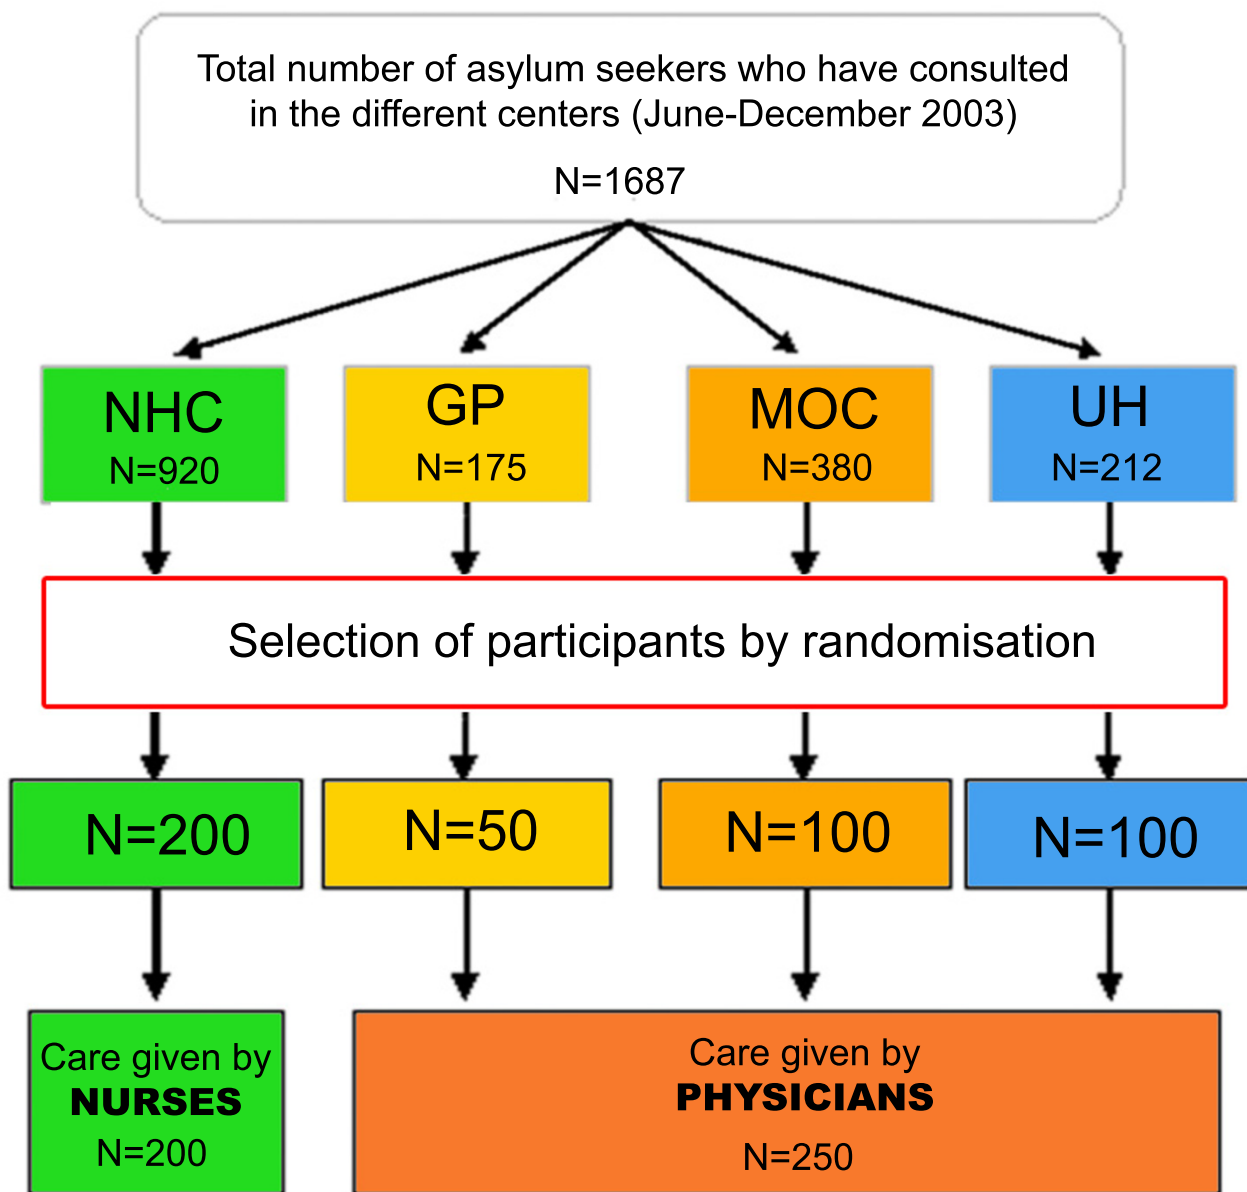 Total number of asylum seekers who have consulted
in the different centers (June-December 2003)
N=1687
NHC
N=920
GP
N=175
MOC
N=380
UH
N=212
Selection of participants by randomisation
N=200
N=50
N=100
N=100
Care given by
NURSES
N=200
Care given by
PHYSICIANS
N=250